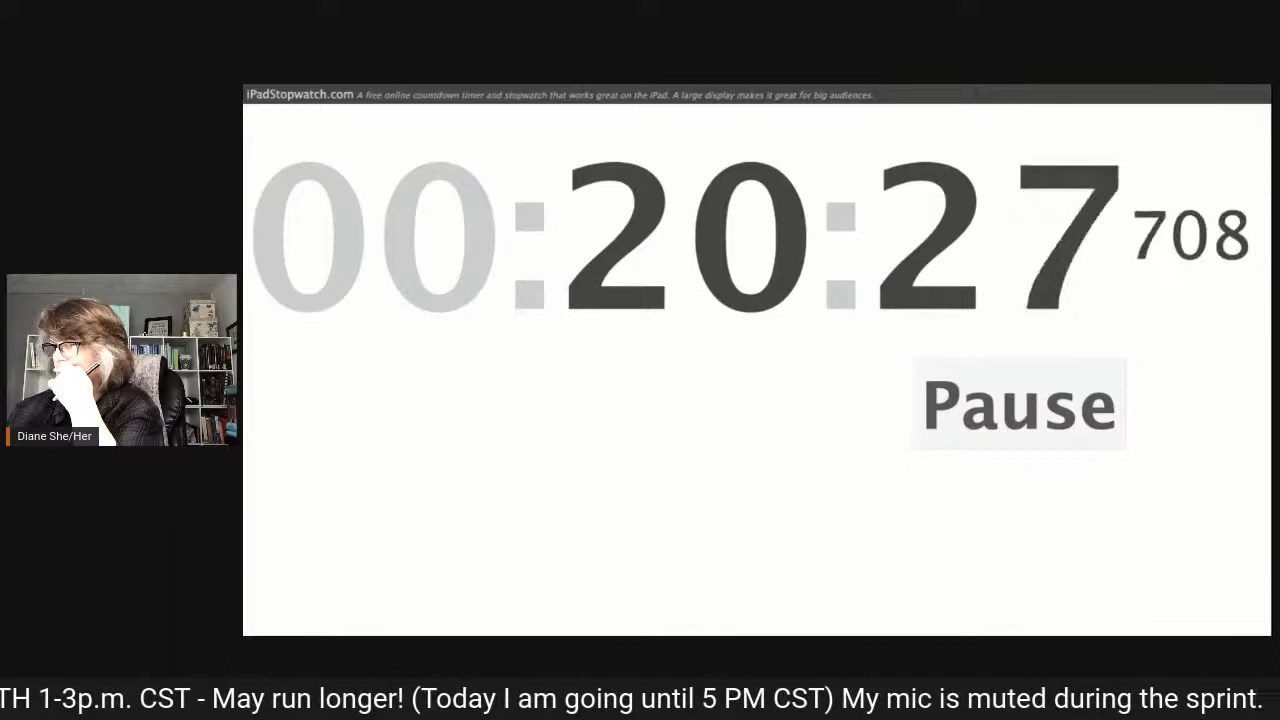 iPadStopwatch.com A free online countdown timer and stopwatch that works great on the iPad. A large display makes it great for big audiences.
00:20:27 708
Pause
Diane She/Her
TH 1-3p.m. CST - May run longer! (Today I am going until 5 PM CST) My mic is muted during the sprint.